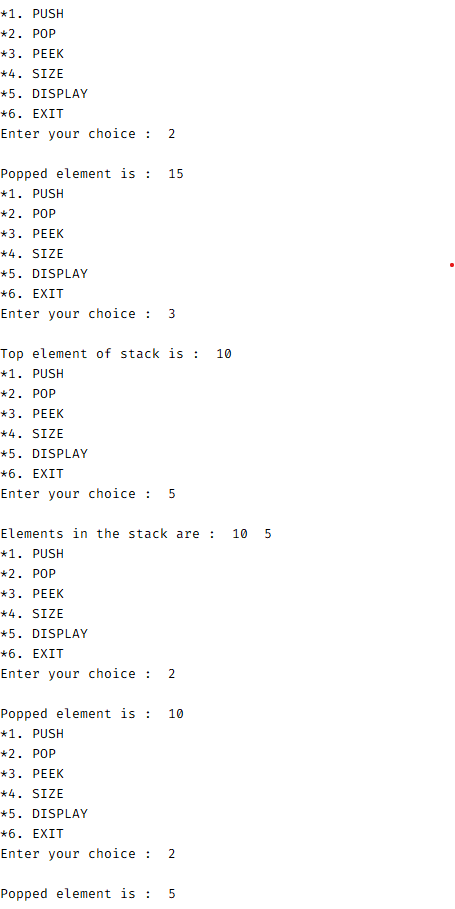 *1. PUSH
*2. POP
*3. PEEK
*4. SIZE
*5. DISPLAY
*6. EXIT
Enter your choice :  2
Popped element is :  15
*1. PUSH
*2. POP
*3. PEEK
*4. SIZE
*5. DISPLAY
*6. EXIT
Enter your choice :  3
Top element of stack is :  10
*1. PUSH
*2. POP
*3. PEEK
*4. SIZE
*5. DISPLAY
*6. EXIT
Enter your choice :  5
Elements in the stack are :  10  5
*1. PUSH
*2. POP
*3. PEEK
*4. SIZE
*5. DISPLAY
*6. EXIT
Enter your choice :  2
Popped element is :  10
*1. PUSH
*2. POP
*3. PEEK
*4. SIZE
*5. DISPLAY
*6. EXIT
Enter your choice :  2
Popped element is :  5